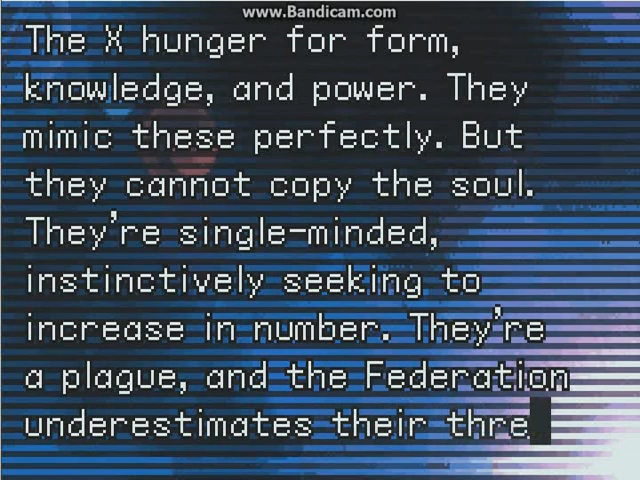 www.Bandicam.com
The X hunger for form,
knowledge, and power. They
mimic these perfectly. But
they cannot copy the soul.
They're single-minded,
instinctively seeking to
increase in number. They're
a plague, and the Federation
underestimates their thre